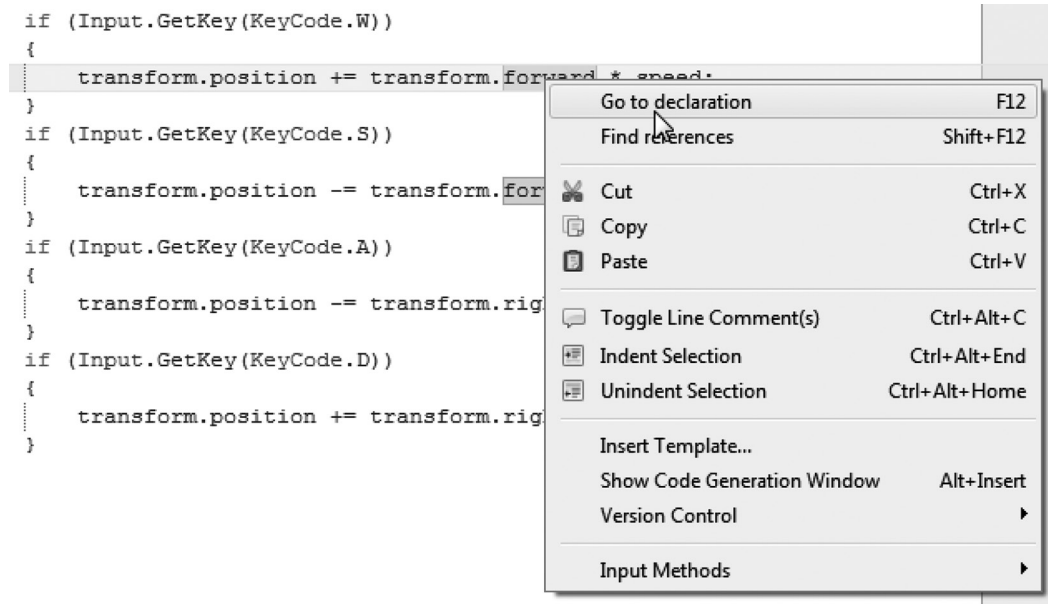 if (Input.GetKey(KeyCode.W))
{
    transform.position += transform.forward * speed;
}
if (Input.GetKey(KeyCode.S))
{
    transform.position -= transform.for
}
if (Input.GetKey(KeyCode.A))
{
    transform.position -= transform.rig
}
if (Input.GetKey(KeyCode.D))
{
    transform.position += transform.rig
}
Go to declaration F12
Find references Shift+F12
Cut Ctrl+X
Copy Ctrl+C
Paste Ctrl+V
Toggle Line Comment(s) Ctrl+Alt+C
Indent Selection Ctrl+Alt+End
Unindent Selection Ctrl+Alt+Home
Insert Template...
Show Code Generation Window Alt+Insert
Version Control
Input Methods